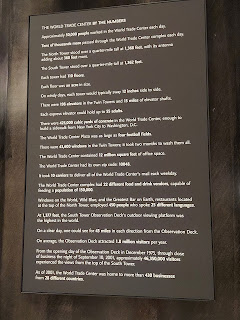 THE WORLD TRADE CENTER BY THE NUMBERS
Approximately 50,000 people worked in the World Trade Center each day.
Tens of thousands more passed through the World Trade Center complex each day.
The North Tower stood over a quarter-mile tall at 1,368 feet, with its antenna
adding about 360 feet more.
The South Tower stood over a quarter-mile tall at 1,362 feet.
Each tower had 110 floors.
Each floor was an acre in size.
On windy days, each tower would typically sway 12 inches side to side.
There were 198 elevators in the Twin Towers and 15 miles of elevator shafts.
Each express elevator could hold up to 55 adults.
There were 425,000 cubic yards of concrete in the World Trade Center, enough to
build a sidewalk from New York City to Washington, D.C.
The World Trade Center Plaza was as large as four football fields.
There were 43,600 windows in the Twin Towers; it took two months to wash them all.
The World Trade Center contained 12 million square feet of office space.
The World Trade Center had its own zip code: 10048.
It took 10 carriers to deliver all of the World Trade Center's mail each weekday.
The World Trade Center complex had 22 different food and drink vendors, capable of
feeding a population of 150,000.
Windows on the World, Wild Blue, and the Greatest Bar on Earth, restaurants located
at the top of the North Tower, employed 450 people who spoke 25 different languages.
At 1,377 feet, the South Tower Observation Deck's outdoor viewing platform was
the highest in the world.
On a clear day, one could see for 45 miles in each direction from the Observation Deck.
On average, the Observation Deck attracted 1.8 million visitors per year.
From the opening day of the Observation Deck in December 1975, through close
of business the night of September 10, 2001, approximately 46,300,000 visitors
experienced the views from the top of the South Tower.
As of 2001, the World Trade Center was home to more than 430 businesses
from 28 different countries.